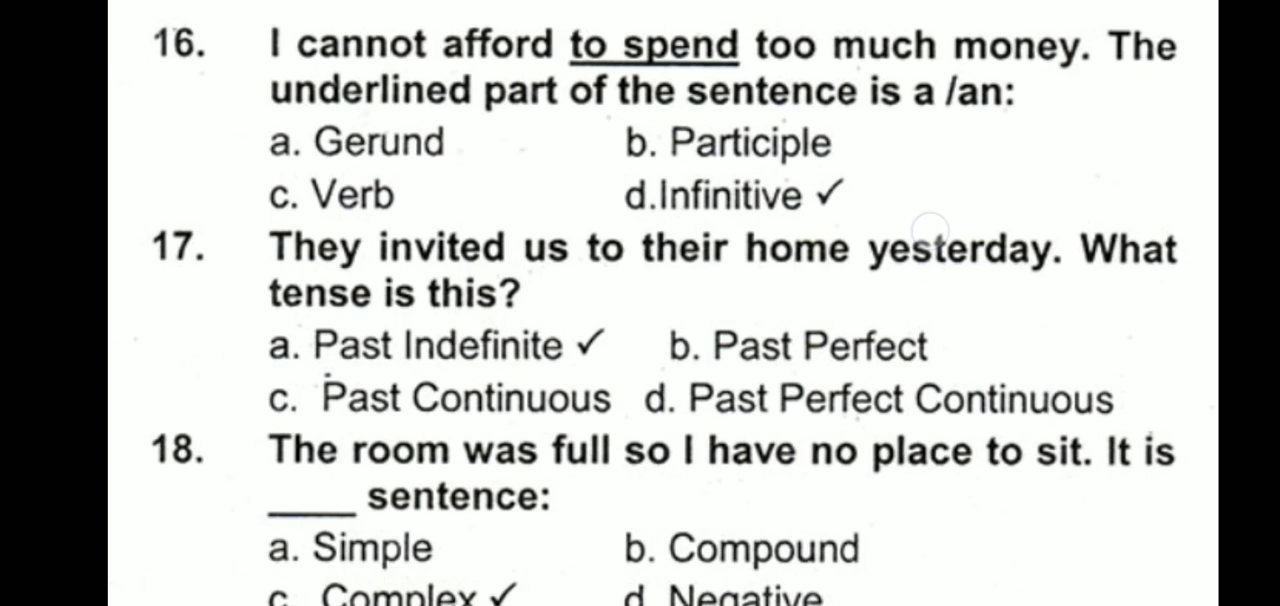 16. I cannot afford to spend too much money. The
underlined part of the sentence is a /an:
a. Gerund b. Participle
c. Verb d.Infinitive ✓
17. They invited us to their home yesterday. What
tense is this?
a. Past Indefinite ✓ b. Past Perfect
c. Past Continuous d. Past Perfect Continuous
18. The room was full so I have no place to sit. It is
____ sentence:
a. Simple b. Compound
c. Complex ✓ d. Negative